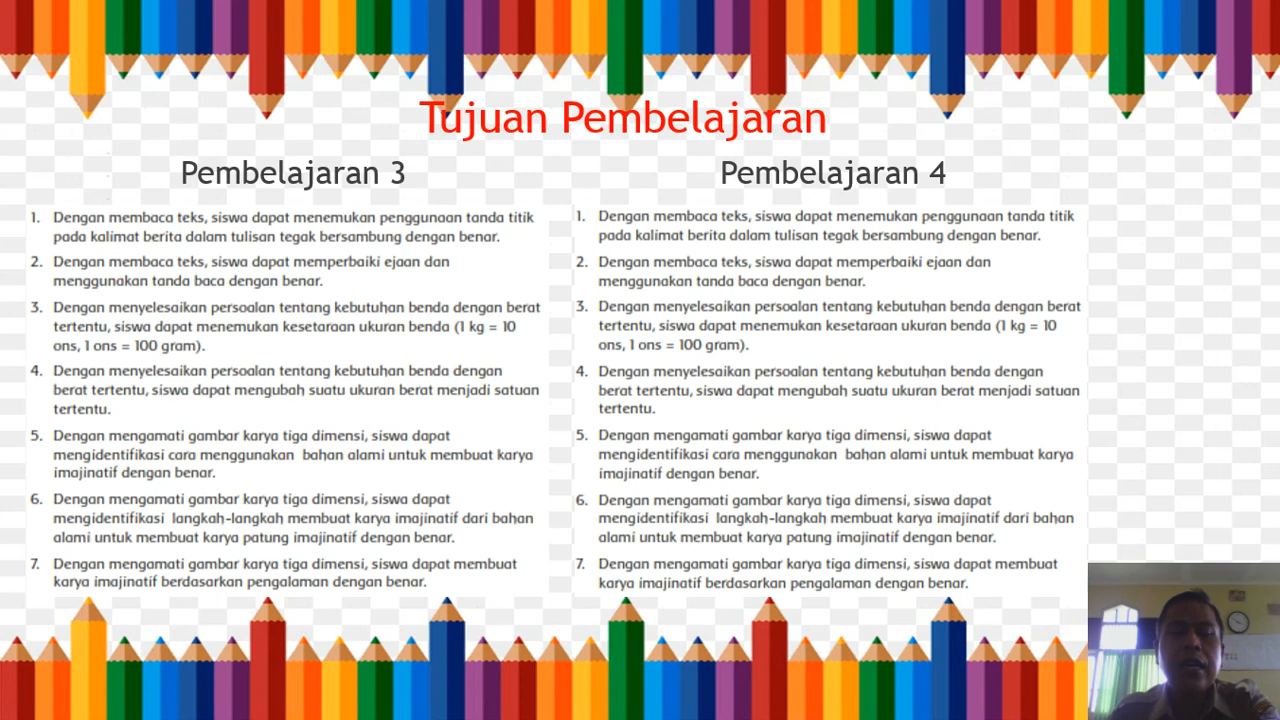 Tujuan Pembelajaran
Pembelajaran 3
1. Dengan membaca teks, siswa dapat menemukan penggunaan tanda titik
pada kalimat berita dalam tulisan tegak bersambung dengan benar.
2. Dengan membaca teks, siswa dapat memperbaiki ejaan dan
menggunakan tanda baca dengan benar.
3. Dengan menyelesaikan persoalan tentang kebutuhan benda dengan berat
tertentu, siswa dapat menemukan kesetaraan ukuran benda (1 kg = 10
ons, 1 ons = 100 gram).
4. Dengan menyelesaikan persoalan tentang kebutuhan benda dengan
berat tertentu, siswa dapat mengubah suatu ukuran berat menjadi satuan
tertentu.
5. Dengan mengamati gambar karya tiga dimensi, siswa dapat
mengidentifikasi cara menggunakan bahan alami untuk membuat karya
imajinatif dengan benar.
6. Dengan mengamati gambar karya tiga dimensi, siswa dapat
mengidentifikasi langkah-langkah membuat karya imajinatif dari bahan
alami untuk membuat karya patung imajinatif dengan benar.
7. Dengan mengamati gambar karya tiga dimensi, siswa dapat membuat
karya imajinatif berdasarkan pengalaman dengan benar.
Pembelajaran 4
1. Dengan membaca teks, siswa dapat menemukan penggunaan tanda titik
pada kalimat berita dalam tulisan tegak bersambung dengan benar.
2. Dengan membaca teks, siswa dapat memperbaiki ejaan dan
menggunakan tanda baca dengan benar.
3. Dengan menyelesaikan persoalan tentang kebutuhan benda dengan berat
tertentu, siswa dapat menemukan kesetaraan ukuran benda (1 kg = 10
ons, 1 ons = 100 gram).
4. Dengan menyelesaikan persoalan tentang kebutuhan benda dengan
berat tertentu, siswa dapat mengubah suatu ukuran berat menjadi satuan
tertentu.
5. Dengan mengamati gambar karya tiga dimensi, siswa dapat
mengidentifikasi cara menggunakan bahan alami untuk membuat karya
imajinatif dengan benar.
6. Dengan mengamati gambar karya tiga dimensi, siswa dapat
mengidentifikasi langkah-langkah membuat karya imajinatif dari bahan
alami untuk membuat karya patung imajinatif dengan benar.
7. Dengan mengamati gambar karya tiga dimensi, siswa dapat membuat
karya imajinatif berdasarkan pengalaman dengan benar.